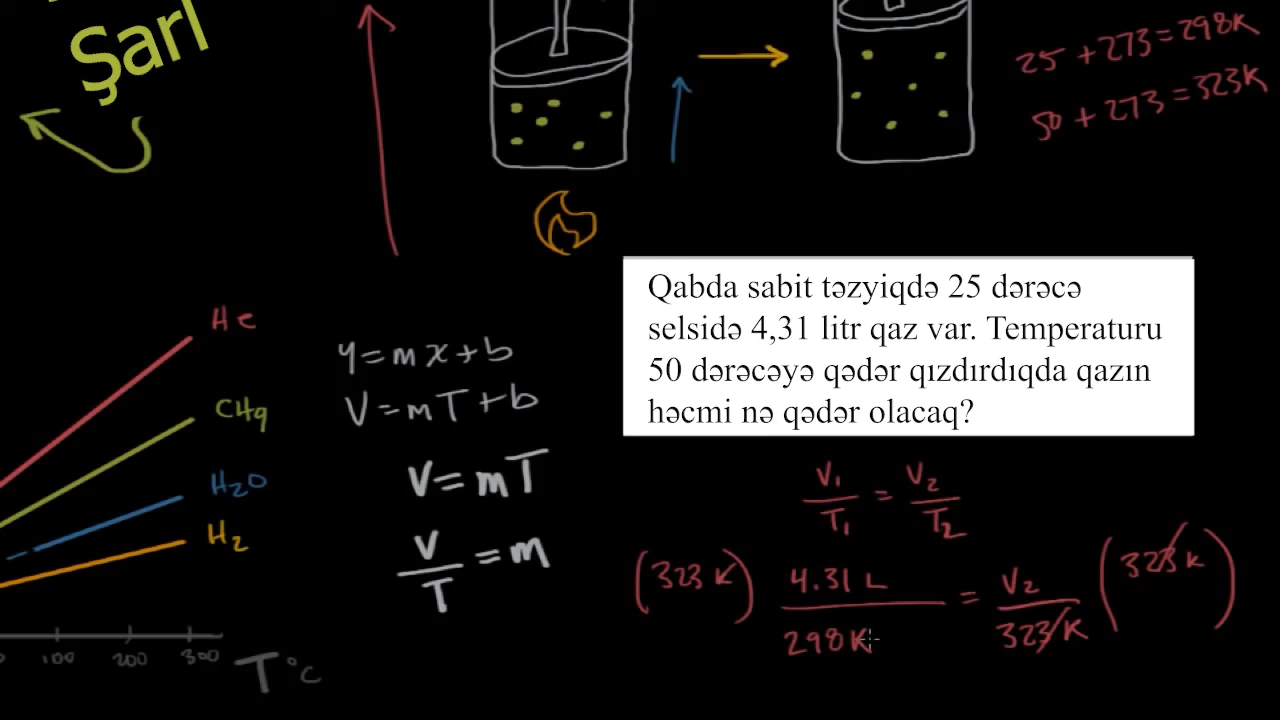 Şarl
25 + 273 = 298K
50 + 273 = 323K
Qabda sabit təzyiqdə 25 dərəcə
selsidə 4,31 litr qaz var. Temperaturu
50 dərəcəyə qədər qızdırdıqda qazın
həcmi nə qədər olacaq?
He
CH4
H2O
H2
y = mx + b
V = mT + b
V = mT
V/T = m
V1/T1 = V2/T2
(323 K) 4.31 L/298K = V2/323K (323 K)
100 200 300
T°C